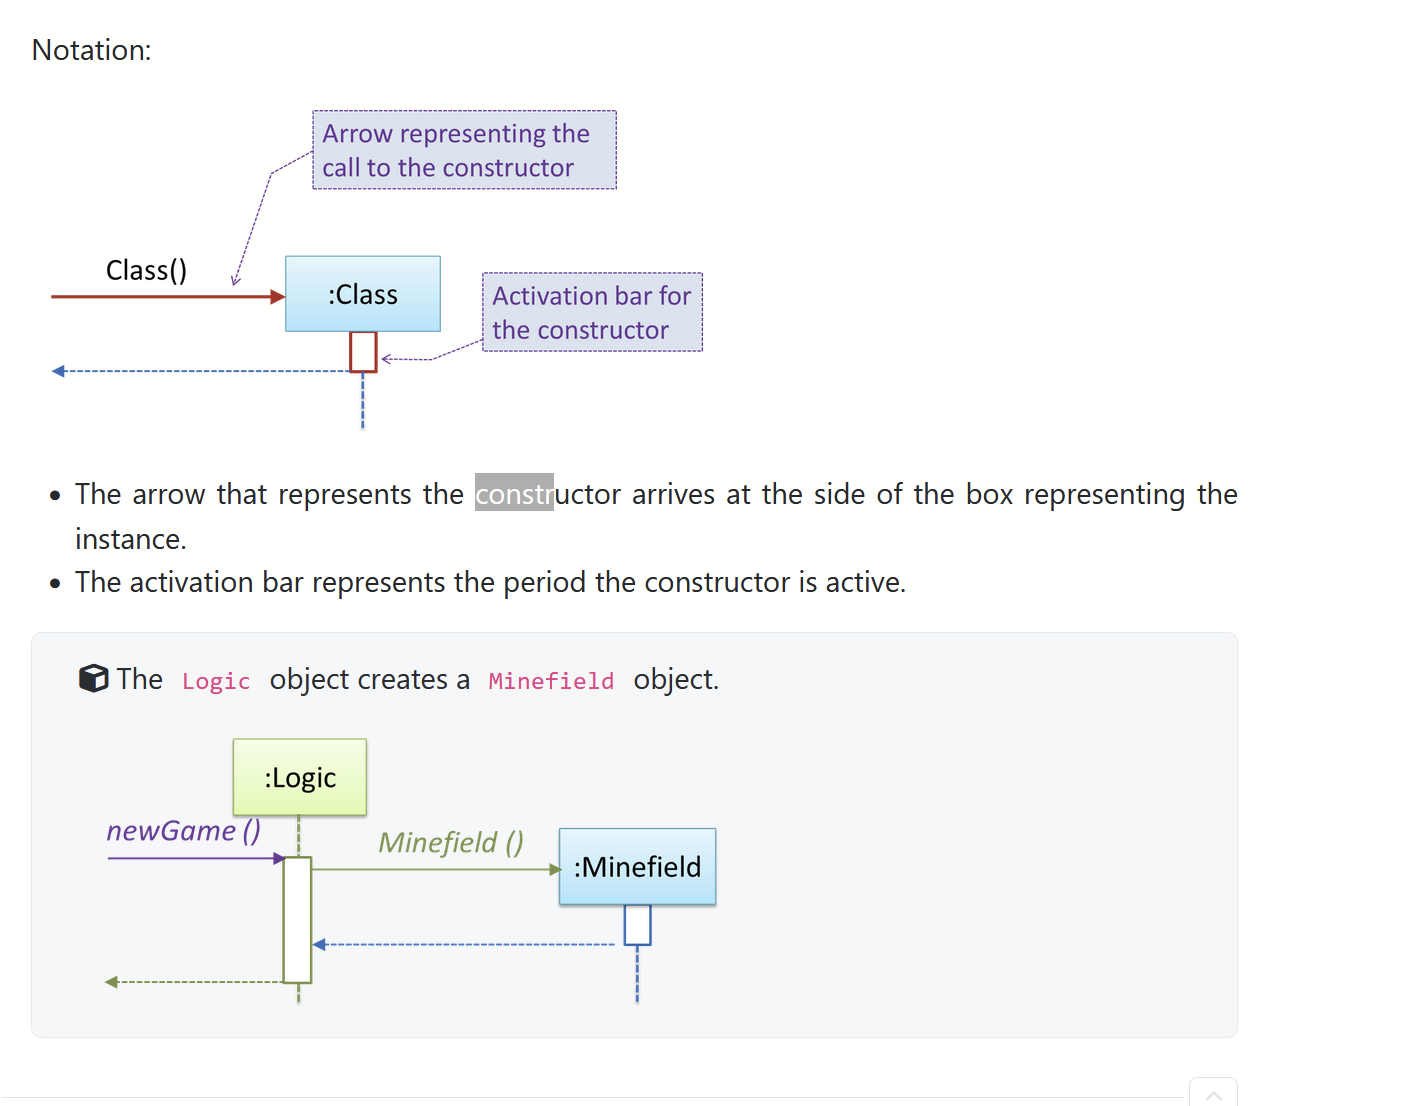 Notation:
Arrow representing the
call to the constructor
Class()
:Class
Activation bar for
the constructor
The arrow that represents the constructor arrives at the side of the box representing the
instance.
The activation bar represents the period the constructor is active.
The Logic object creates a Minefield object.
:Logic
newGame ()
Minefield ()
:Minefield